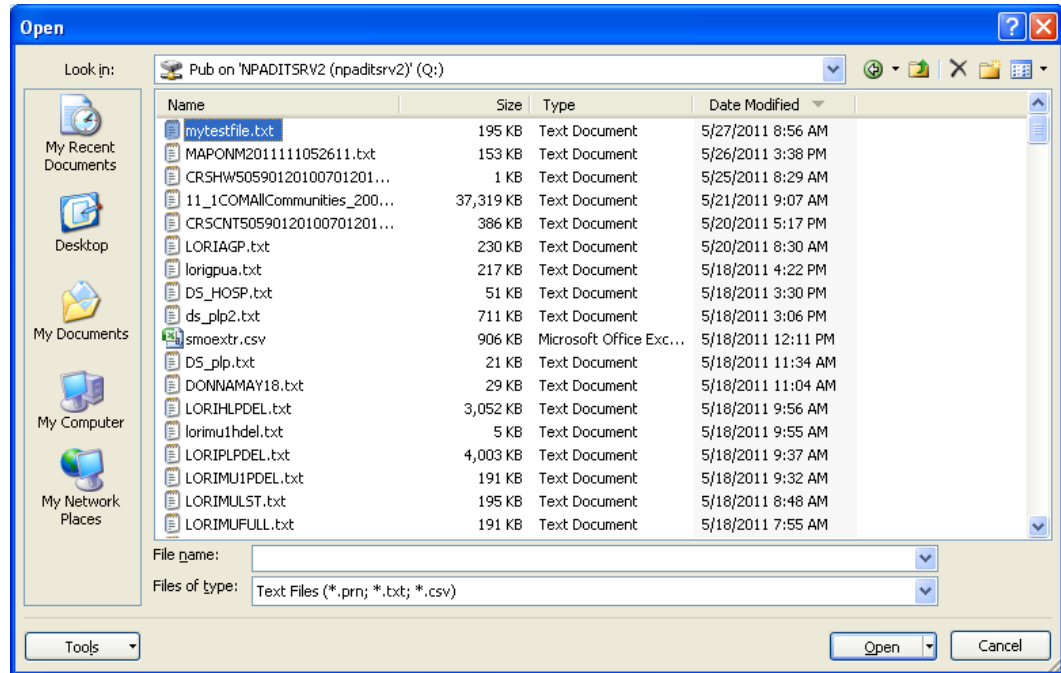 Open
Look in:
Pub on 'NPADITSRV2 (npaditsrv2)' (Q:)
My Recent
Documents
Desktop
My Documents
My Computer
My Network
Places
Name Size Type Date Modified
mytestfile.txt 195 KB Text Document 5/27/2011 8:56 AM
MAPONM2011111052611.txt 153 KB Text Document 5/26/2011 3:38 PM
CRSHW50590120100701201... 1 KB Text Document 5/25/2011 8:29 AM
11_1COMAllCommunities_200... 37,319 KB Text Document 5/21/2011 9:07 AM
CRSCNT50590120100701201... 386 KB Text Document 5/20/2011 5:17 PM
LORIAGP.txt 230 KB Text Document 5/20/2011 8:30 AM
lorigpua.txt 217 KB Text Document 5/18/2011 4:22 PM
DS_HOSP.txt 51 KB Text Document 5/18/2011 3:30 PM
ds_plp2.txt 711 KB Text Document 5/18/2011 3:06 PM
smoextr.csv 906 KB Microsoft Office Exc... 5/18/2011 12:11 PM
DS_plp.txt 21 KB Text Document 5/18/2011 11:34 AM
DONNAMAY18.txt 29 KB Text Document 5/18/2011 11:04 AM
LORIHLPDEL.txt 3,052 KB Text Document 5/18/2011 9:56 AM
lorimu1hdel.txt 5 KB Text Document 5/18/2011 9:55 AM
LORIPLPDEL.txt 4,003 KB Text Document 5/18/2011 9:37 AM
LORIMU1PDEL.txt 191 KB Text Document 5/18/2011 9:32 AM
LORIMULST.txt 195 KB Text Document 5/18/2011 8:48 AM
LORIMUFULL.txt 191 KB Text Document 5/18/2011 7:55 AM
File name:
Files of type: Text Files (*.prn; *.txt; *.csv)
Tools Open Cancel